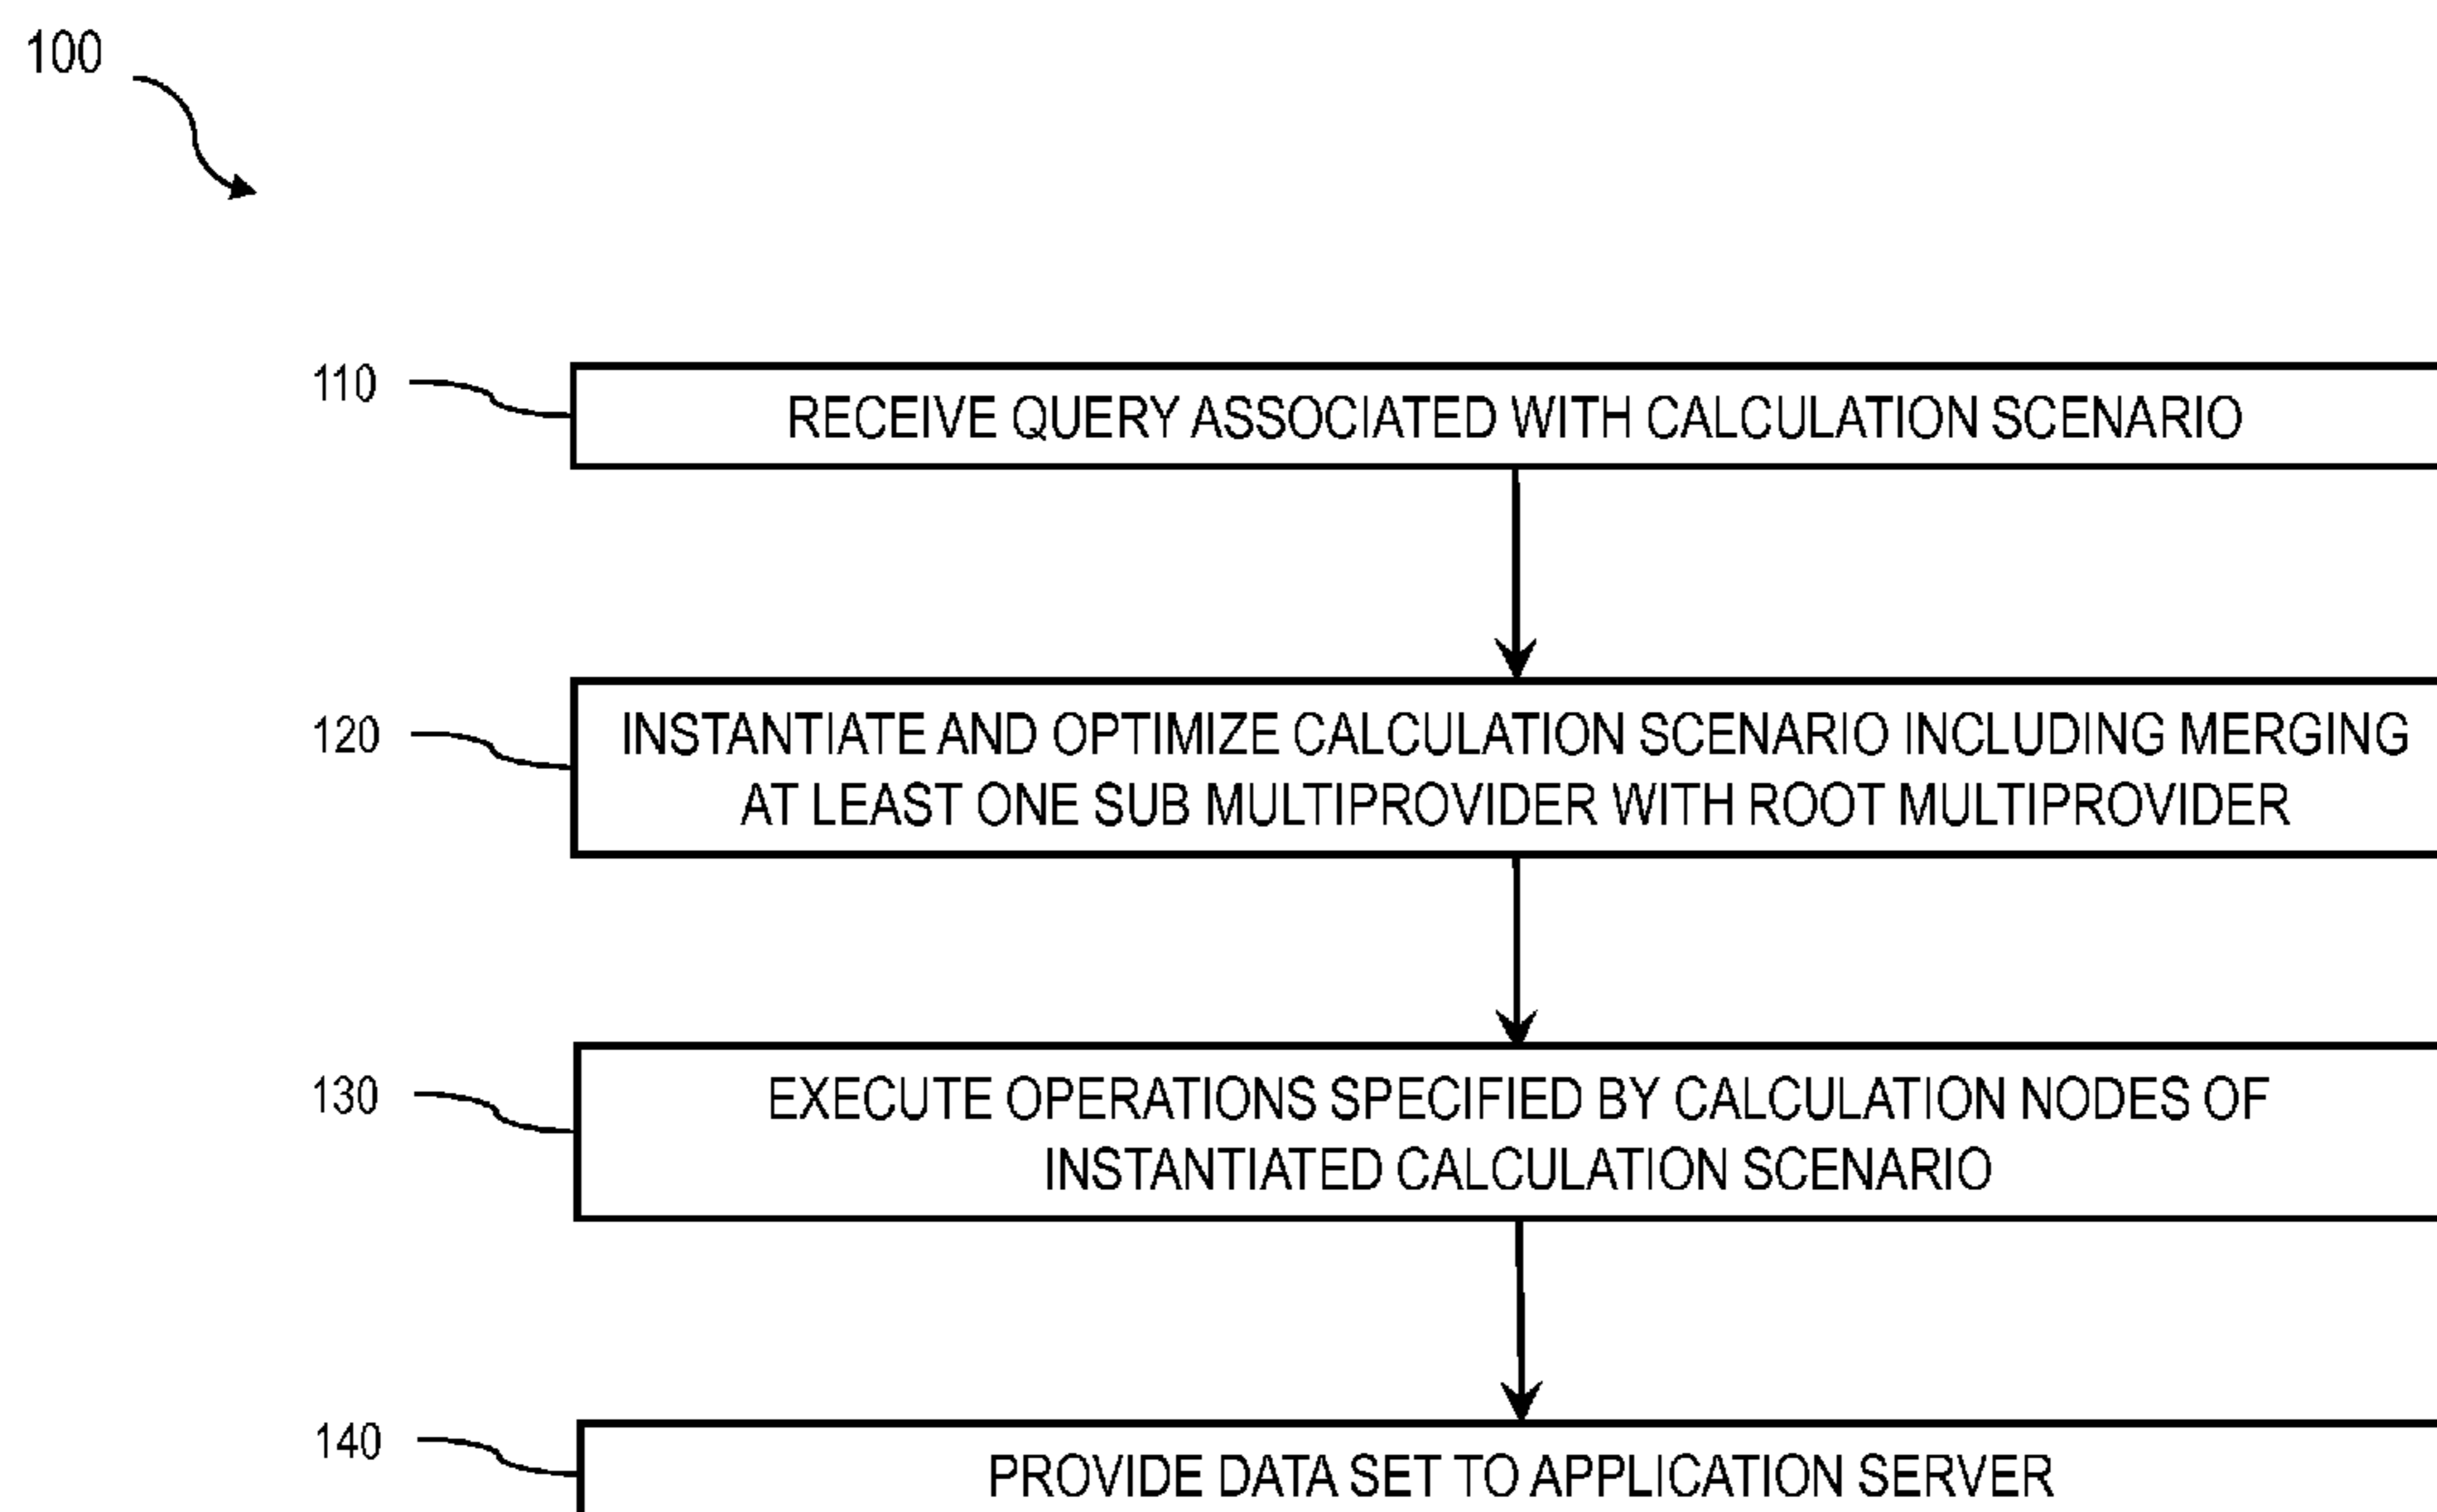 100
110
RECEIVE QUERY ASSOCIATED WITH CALCULATION SCENARIO
120
INSTANTIATE AND OPTIMIZE CALCULATION SCENARIO INCLUDING MERGING
AT LEAST ONE SUB MULTIPROVIDER WITH ROOT MULTIPROVIDER
130
EXECUTE OPERATIONS SPECIFIED BY CALCULATION NODES OF
INSTANTIATED CALCULATION SCENARIO
140
PROVIDE DATA SET TO APPLICATION SERVER